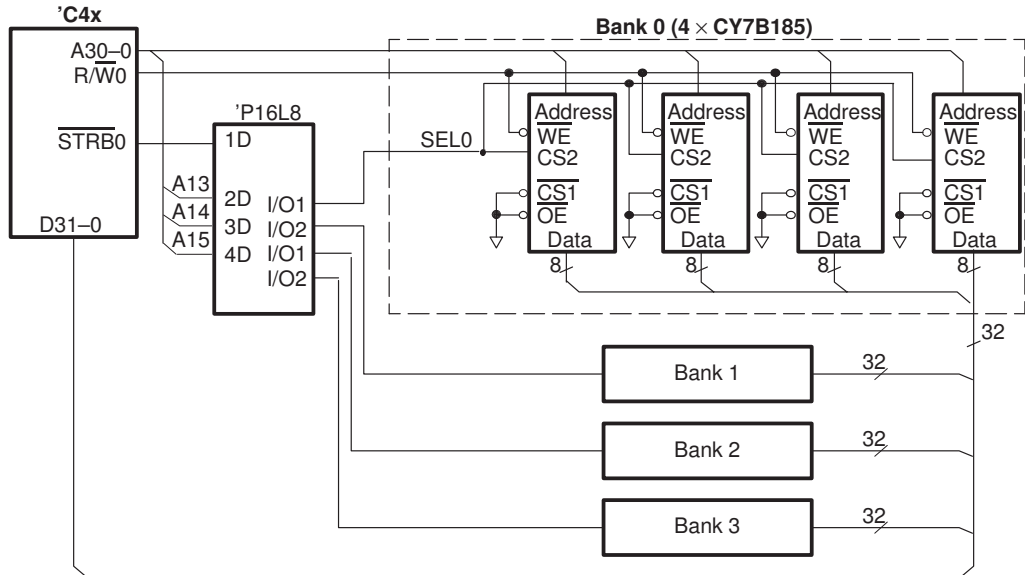 'C4x
A30–0
R/W0
STRB0
D31–0
'P16L8
1D
2D
3D
4D
I/O1
I/O2
I/O1
I/O2
A13
A14
A15
SEL0
Bank 0 (4 × CY7B185)
Address
WE
CS2
CS1
OE
Data
8
Address
WE
CS2
CS1
OE
Data
8
Address
WE
CS2
CS1
OE
Data
8
Address
WE
CS2
CS1
OE
Data
8
32
Bank 1
32
Bank 2
32
Bank 3
32